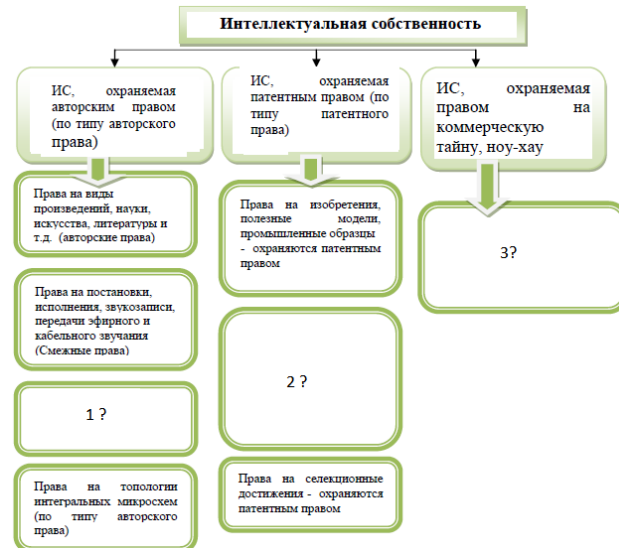 Интеллектуальная собственность
ИС, охраняемая
авторским правом
(по типу авторского
права)
Права на виды
произведений, науки,
искусства, литературы и
т.д. (авторские права)
Права на постановки,
исполнения, звукозаписи,
передачи эфирного и
кабельного звучания
(Смежные права)
1 ?
Права на топологии
интегральных микросхем
(по типу авторского
права)
ИС, охраняемая
патентным правом (по
типу патентного
права)
Права на изобретения,
полезные модели,
промышленные образцы
- охраняются патентным
правом
2 ?
Права на селекционные
достижения - охраняются
патентным правом
ИС, охраняемая
правом на
коммерческую
тайну, ноу-хау
3?